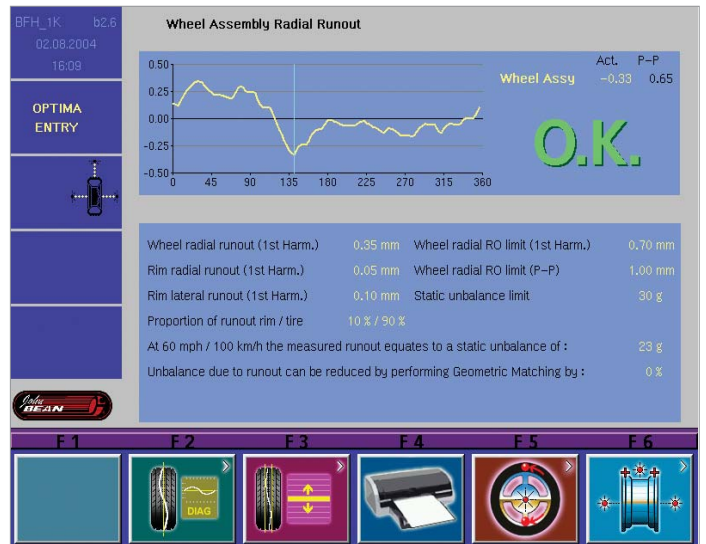 BFH_1K b2.6
02.08.2004
16:09
OPTIMA
ENTRY
John
BEAN
Wheel Assembly Radial Runout
Act. P-P
Wheel Assy -0.33 0.65
O.K.
0.50
0.25
0.00
-0.25
-0.50
0 45 90 135 180 225 270 315 360
Wheel radial runout (1st Harm.) 0.35 mm Wheel radial RO limit (1st Harm.) 0.70 mm
Rim radial runout (1st Harm.) 0.05 mm Wheel radial RO limit (P-P) 1.00 mm
Rim lateral runout (1st Harm.) 0.10 mm Static unbalance limit 30 g
Proportion of runout rim / tire 10 % / 90 %
At 60 mph / 100 km/h the measured runout equates to a static unbalance of : 23 g
Unbalance due to runout can be reduced by performing Geometric Matching by : 0 %
F 1 F 2 F 3 F 4 F 5 F 6
DIAG